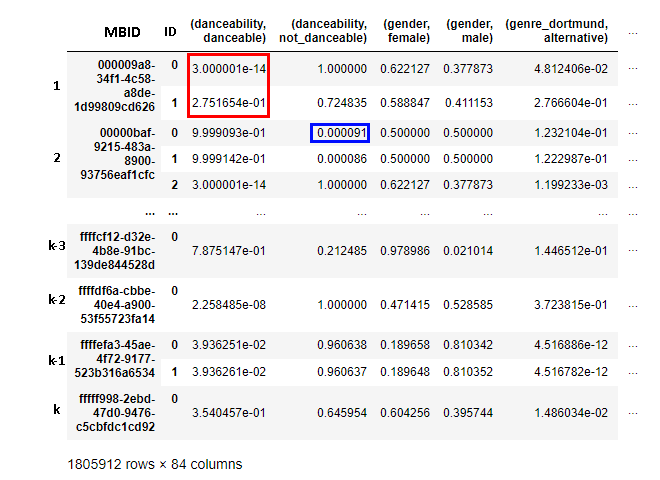 MBID ID (danceability, danceable) (danceability, not_danceable) (gender, female) (gender, male) (genre_dortmund, alternative) ...
1 000009a8-34f1-4c58-a8de-1d99809cd626 0 3.000001e-14 1.000000 0.622127 0.377873 4.812406e-02 ...
1 2.751654e-01 0.724835 0.588847 0.411153 2.766604e-01 ...
2 00000baf-9215-483a-8900-93756eaf1cfc 0 9.999093e-01 0.000091 0.500000 0.500000 1.232104e-01 ...
1 9.999142e-01 0.000086 0.500000 0.500000 1.222987e-01 ...
2 3.000001e-14 1.000000 0.622127 0.377873 1.199233e-03 ...
... ... ... ... ... ... ... ...
k-3 ffffcf12-d32e-4b8e-91bc-139de844528d 0 7.875147e-01 0.212485 0.978986 0.021014 1.446512e-01 ...
k-2 ffffdf6a-cbbe-40e4-a900-53f55723fa14 0 2.258485e-08 1.000000 0.471415 0.528585 3.723815e-01 ...
k-1 ffffefa3-45ae-4f72-9177-523b316a6534 0 3.936251e-02 0.960638 0.189658 0.810342 4.516886e-12 ...
1 3.936261e-02 0.960637 0.189648 0.810352 4.516782e-12 ...
k fffff998-2ebd-47d0-9476-c5cbfdc1cd92 0 3.540457e-01 0.645954 0.604256 0.395744 1.486034e-02 ...
1805912 rows × 84 columns